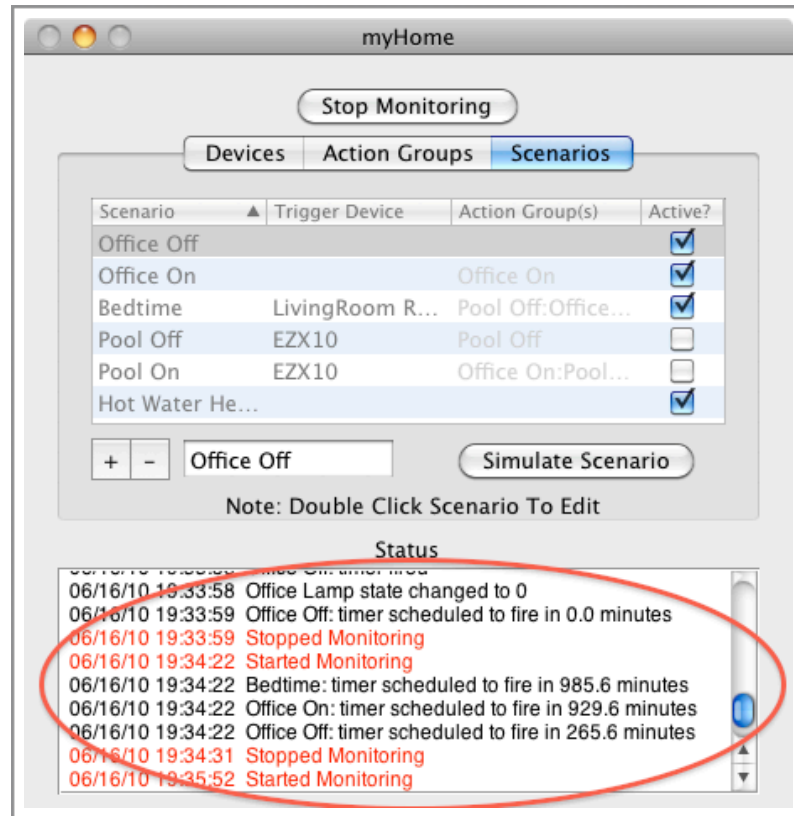 myHome
Stop Monitoring
Devices Action Groups Scenarios
Scenario Trigger Device Action Group(s) Active?
Office Off
Office On Office On
Bedtime LivingRoom R... Pool Off:Office...
Pool Off EZX10 Pool Off
Pool On EZX10 Office On:Pool...
Hot Water He...
+ - Office Off Simulate Scenario
Note: Double Click Scenario To Edit
Status
06/16/10 19:33:58 Office Lamp state changed to 0
06/16/10 19:33:59 Office Off: timer scheduled to fire in 0.0 minutes
06/16/10 19:33:59 Stopped Monitoring
06/16/10 19:34:22 Started Monitoring
06/16/10 19:34:22 Bedtime: timer scheduled to fire in 985.6 minutes
06/16/10 19:34:22 Office On: timer scheduled to fire in 929.6 minutes
06/16/10 19:34:22 Office Off: timer scheduled to fire in 265.6 minutes
06/16/10 19:34:31 Stopped Monitoring
06/16/10 19:35:52 Started Monitoring